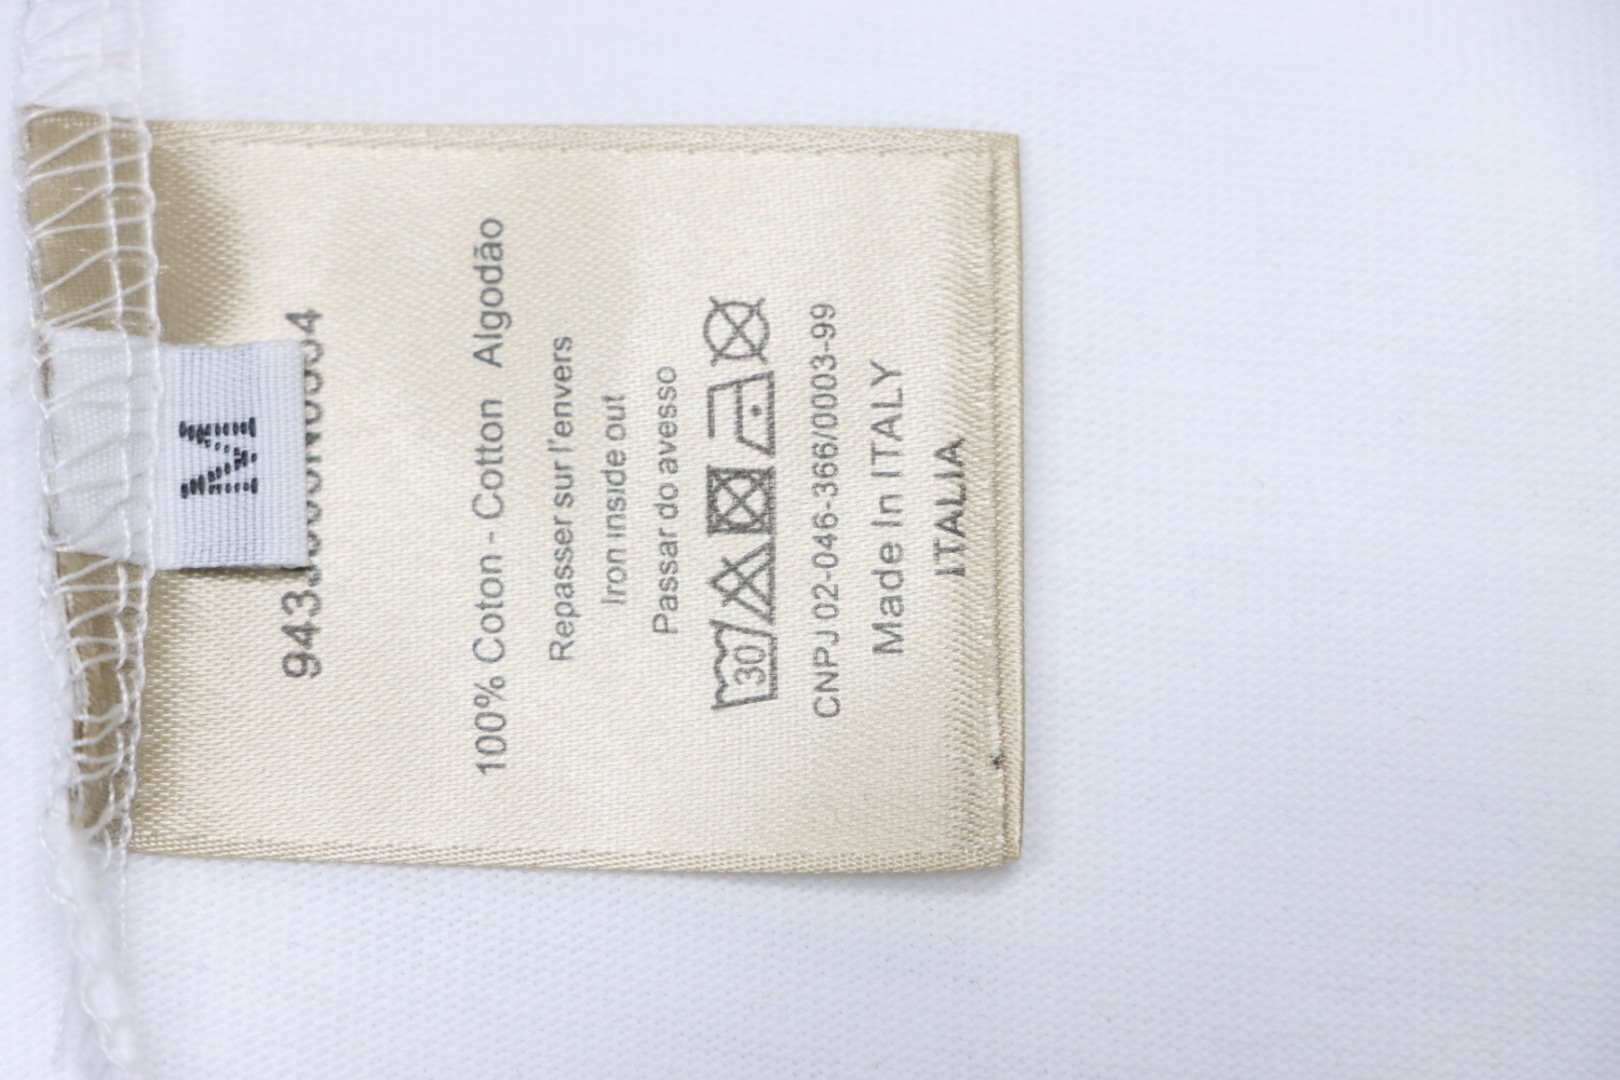 M
100% Coton - Cotton Algodão
Repasser sur l'envers
Iron inside out
Passar do avesso
30
CNPJ 02-046-366/0003-99
Made In ITALY
ITALIA